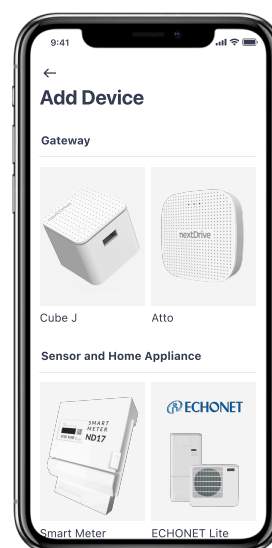 9:41
Add Device
Gateway
nextDrive
Cube J
Atto
Sensor and Home Appliance
SMART
METER
ND17
ECHONET
Smart Meter
ECHONET Lite